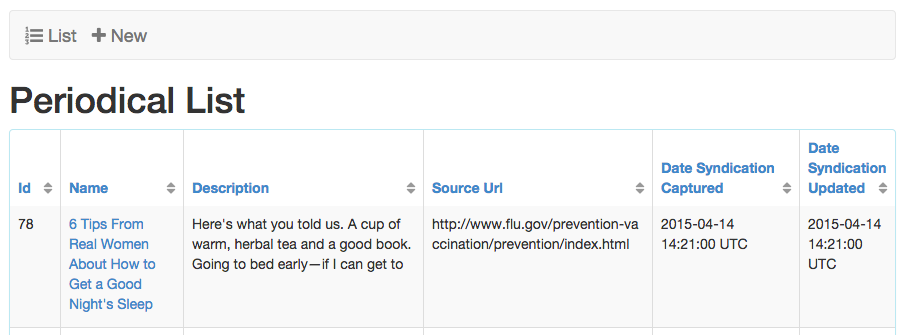 List New
Periodical List
Id Name Description Source Url Date Syndication Captured Date Syndication Updated
78
6 Tips From
Real Women
About How to
Get a Good
Night's Sleep
Here's what you told us. A cup of
warm, herbal tea and a good book.
Going to bed early—if I can get to
http://www.flu.gov/prevention-va
ccination/prevention/index.html
2015-04-14
14:21:00 UTC
2015-04-14
14:21:00
UTC